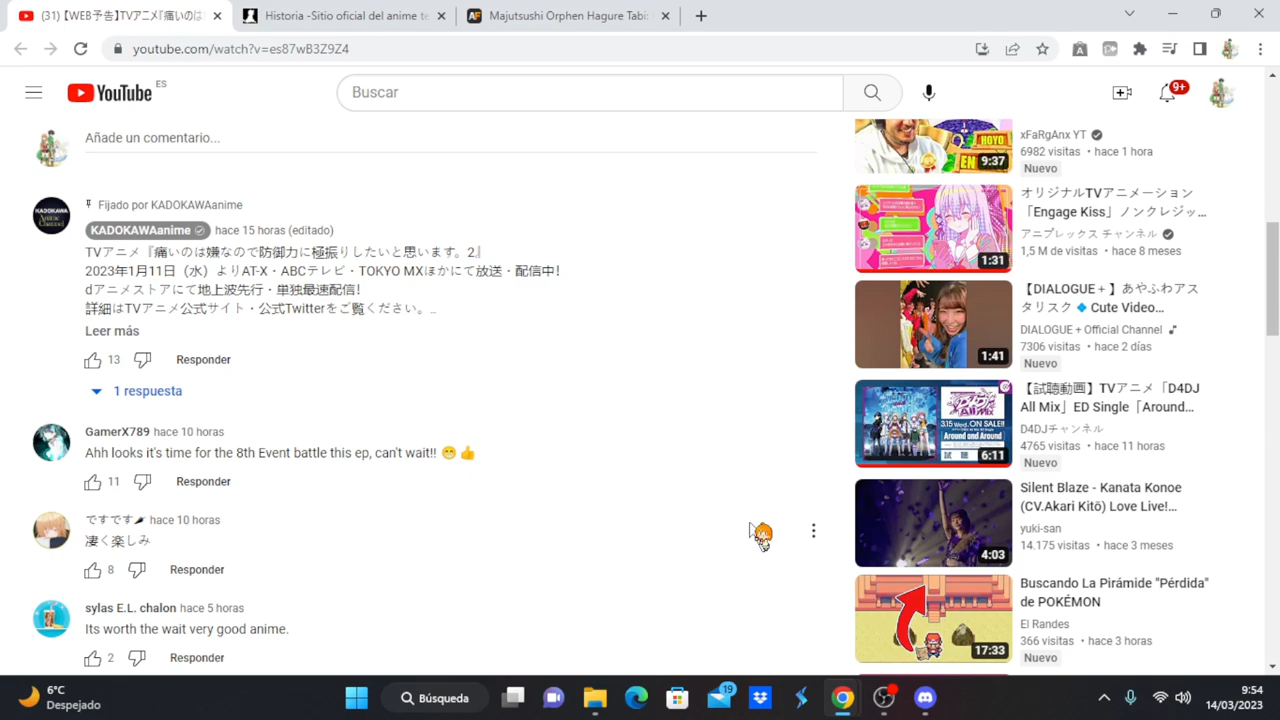 (31) 【WEB予告】TVアニメ『痛いのは
Historia -Sitio oficial del anime te
AF Majutsushi Orphen Hagure Tabi:
youtube.com/watch?v=es87wB3Z9Z4
YouTube ES
Buscar
9+
Añade un comentario...
Fijado por KADOKAWAanime
KADOKAWAanime hace 15 horas (editado)
TVアニメ『痛いのは嫌なので防御力に極振りしたいと思います。2』
2023年1月11日（水）よりAT-X・ABCテレビ・TOKYO MXほかにて放送・配信中!
dアニメストアにて地上波先行・単独最速配信!
詳細はTVアニメ公式サイト・公式Twitterをご覧ください。…
Leer más
13 Responder
1 respuesta
GamerX789 hace 10 horas
Ahh looks it's time for the 8th Event battle this ep, can't wait!! 😁👍
11 Responder
ですです hace 10 horas
凄く楽しみ
8 Responder
sylas E.L. chalon hace 5 horas
Its worth the wait very good anime.
2 Responder
HOYO
EN
9:37
xFaRgAnx YT
6982 visitas • hace 1 hora
Nuevo
1:31
オリジナルTVアニメーション
「Engage Kiss」ノンクレジッ...
アニプレックス チャンネル
1,5 M de visitas • hace 8 meses
1:41
【DIALOGUE＋】あやふわアス
タリスク 🔹 Cute Video...
DIALOGUE + Official Channel
7306 visitas • hace 2 días
Nuevo
D4DJ All Mix
3.15 Wed. ON SALE!!
Around and Around
試 聴
6:11
【試聴動画】TVアニメ「D4DJ
All Mix」ED Single「Around...
D4DJチャンネル
4765 visitas • hace 11 horas
Nuevo
4:03
Silent Blaze - Kanata Konoe
(CV.Akari Kitō) Love Live!...
yuki-san
14.175 visitas • hace 3 meses
17:33
Buscando La Pirámide "Pérdida"
de POKÉMON
El Randes
366 visitas • hace 3 horas
Nuevo
6°C
Despejado
Búsqueda
19
9:54
14/03/2023